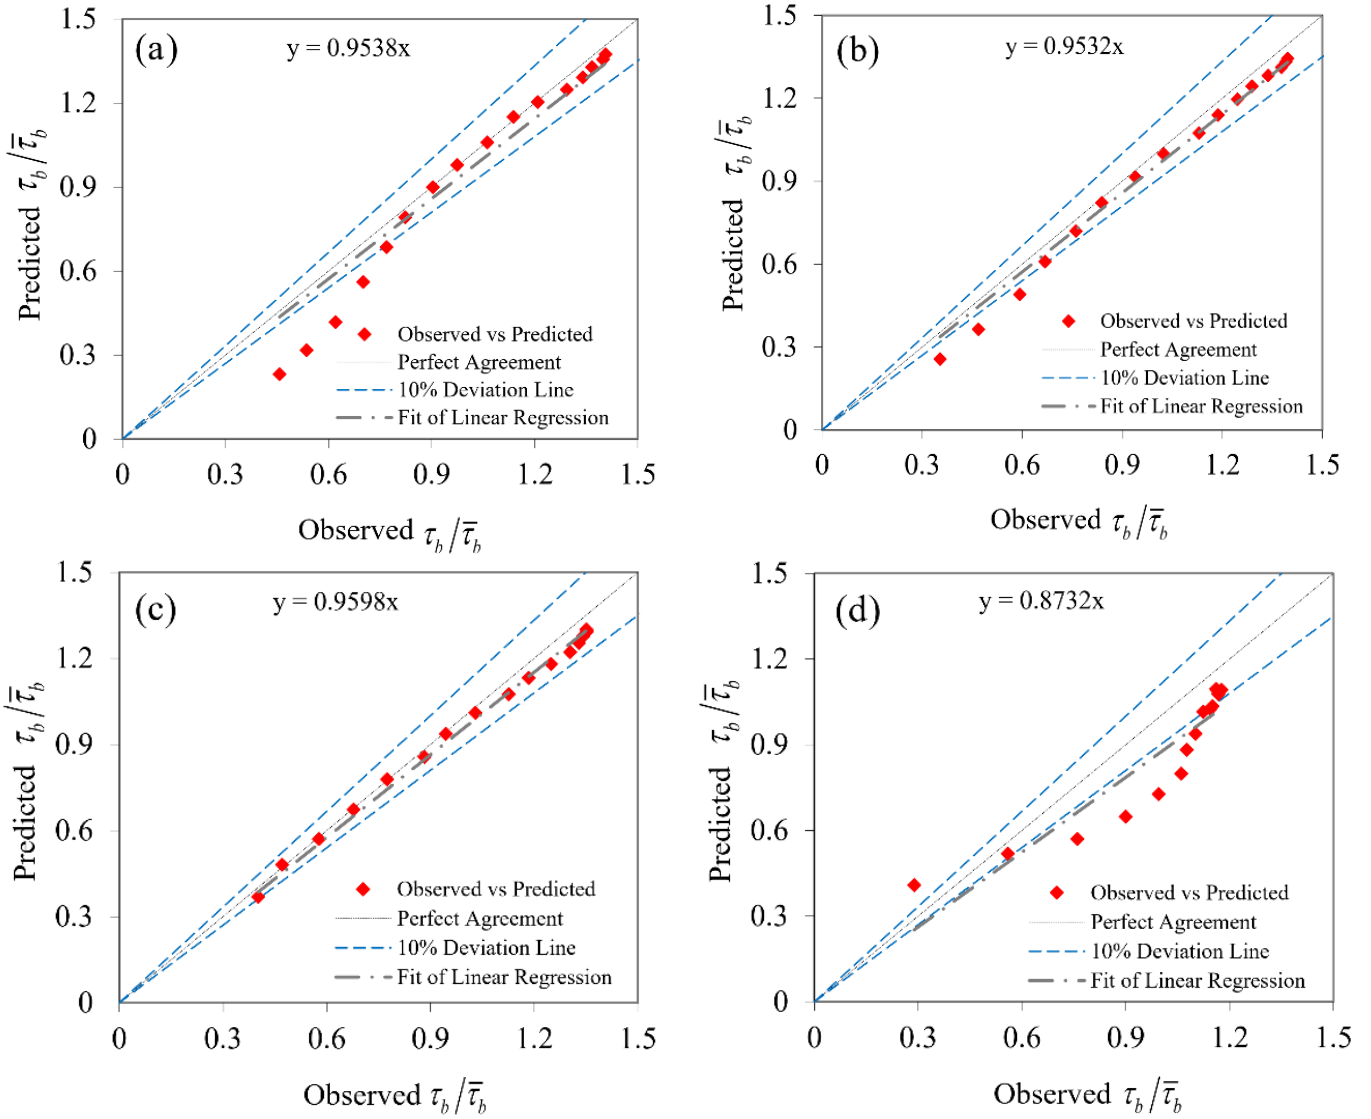 (a)
y = 0.9538x
1.5
1.2
0.9
0.6
0.3
0
Predicted τb/τ̅b
Observed vs Predicted
Perfect Agreement
10% Deviation Line
Fit of Linear Regression
0 0.3 0.6 0.9 1.2 1.5
Observed τb/τ̅b
(b)
y = 0.9532x
1.5
1.2
0.9
0.6
0.3
0
Predicted τb/τ̅b
Observed vs Predicted
Perfect Agreement
10% Deviation Line
Fit of Linear Regression
0 0.3 0.6 0.9 1.2 1.5
Observed τb/τ̅b
(c)
y = 0.9598x
1.5
1.2
0.9
0.6
0.3
0
Predicted τb/τ̅b
Observed vs Predicted
Perfect Agreement
10% Deviation Line
Fit of Linear Regression
0 0.3 0.6 0.9 1.2 1.5
Observed τb/τ̅b
(d)
y = 0.8732x
1.5
1.2
0.9
0.6
0.3
0
Predicted τb/τ̅b
Observed vs Predicted
Perfect Agreement
10% Deviation Line
Fit of Linear Regression
0 0.3 0.6 0.9 1.2 1.5
Observed τb/τ̅b